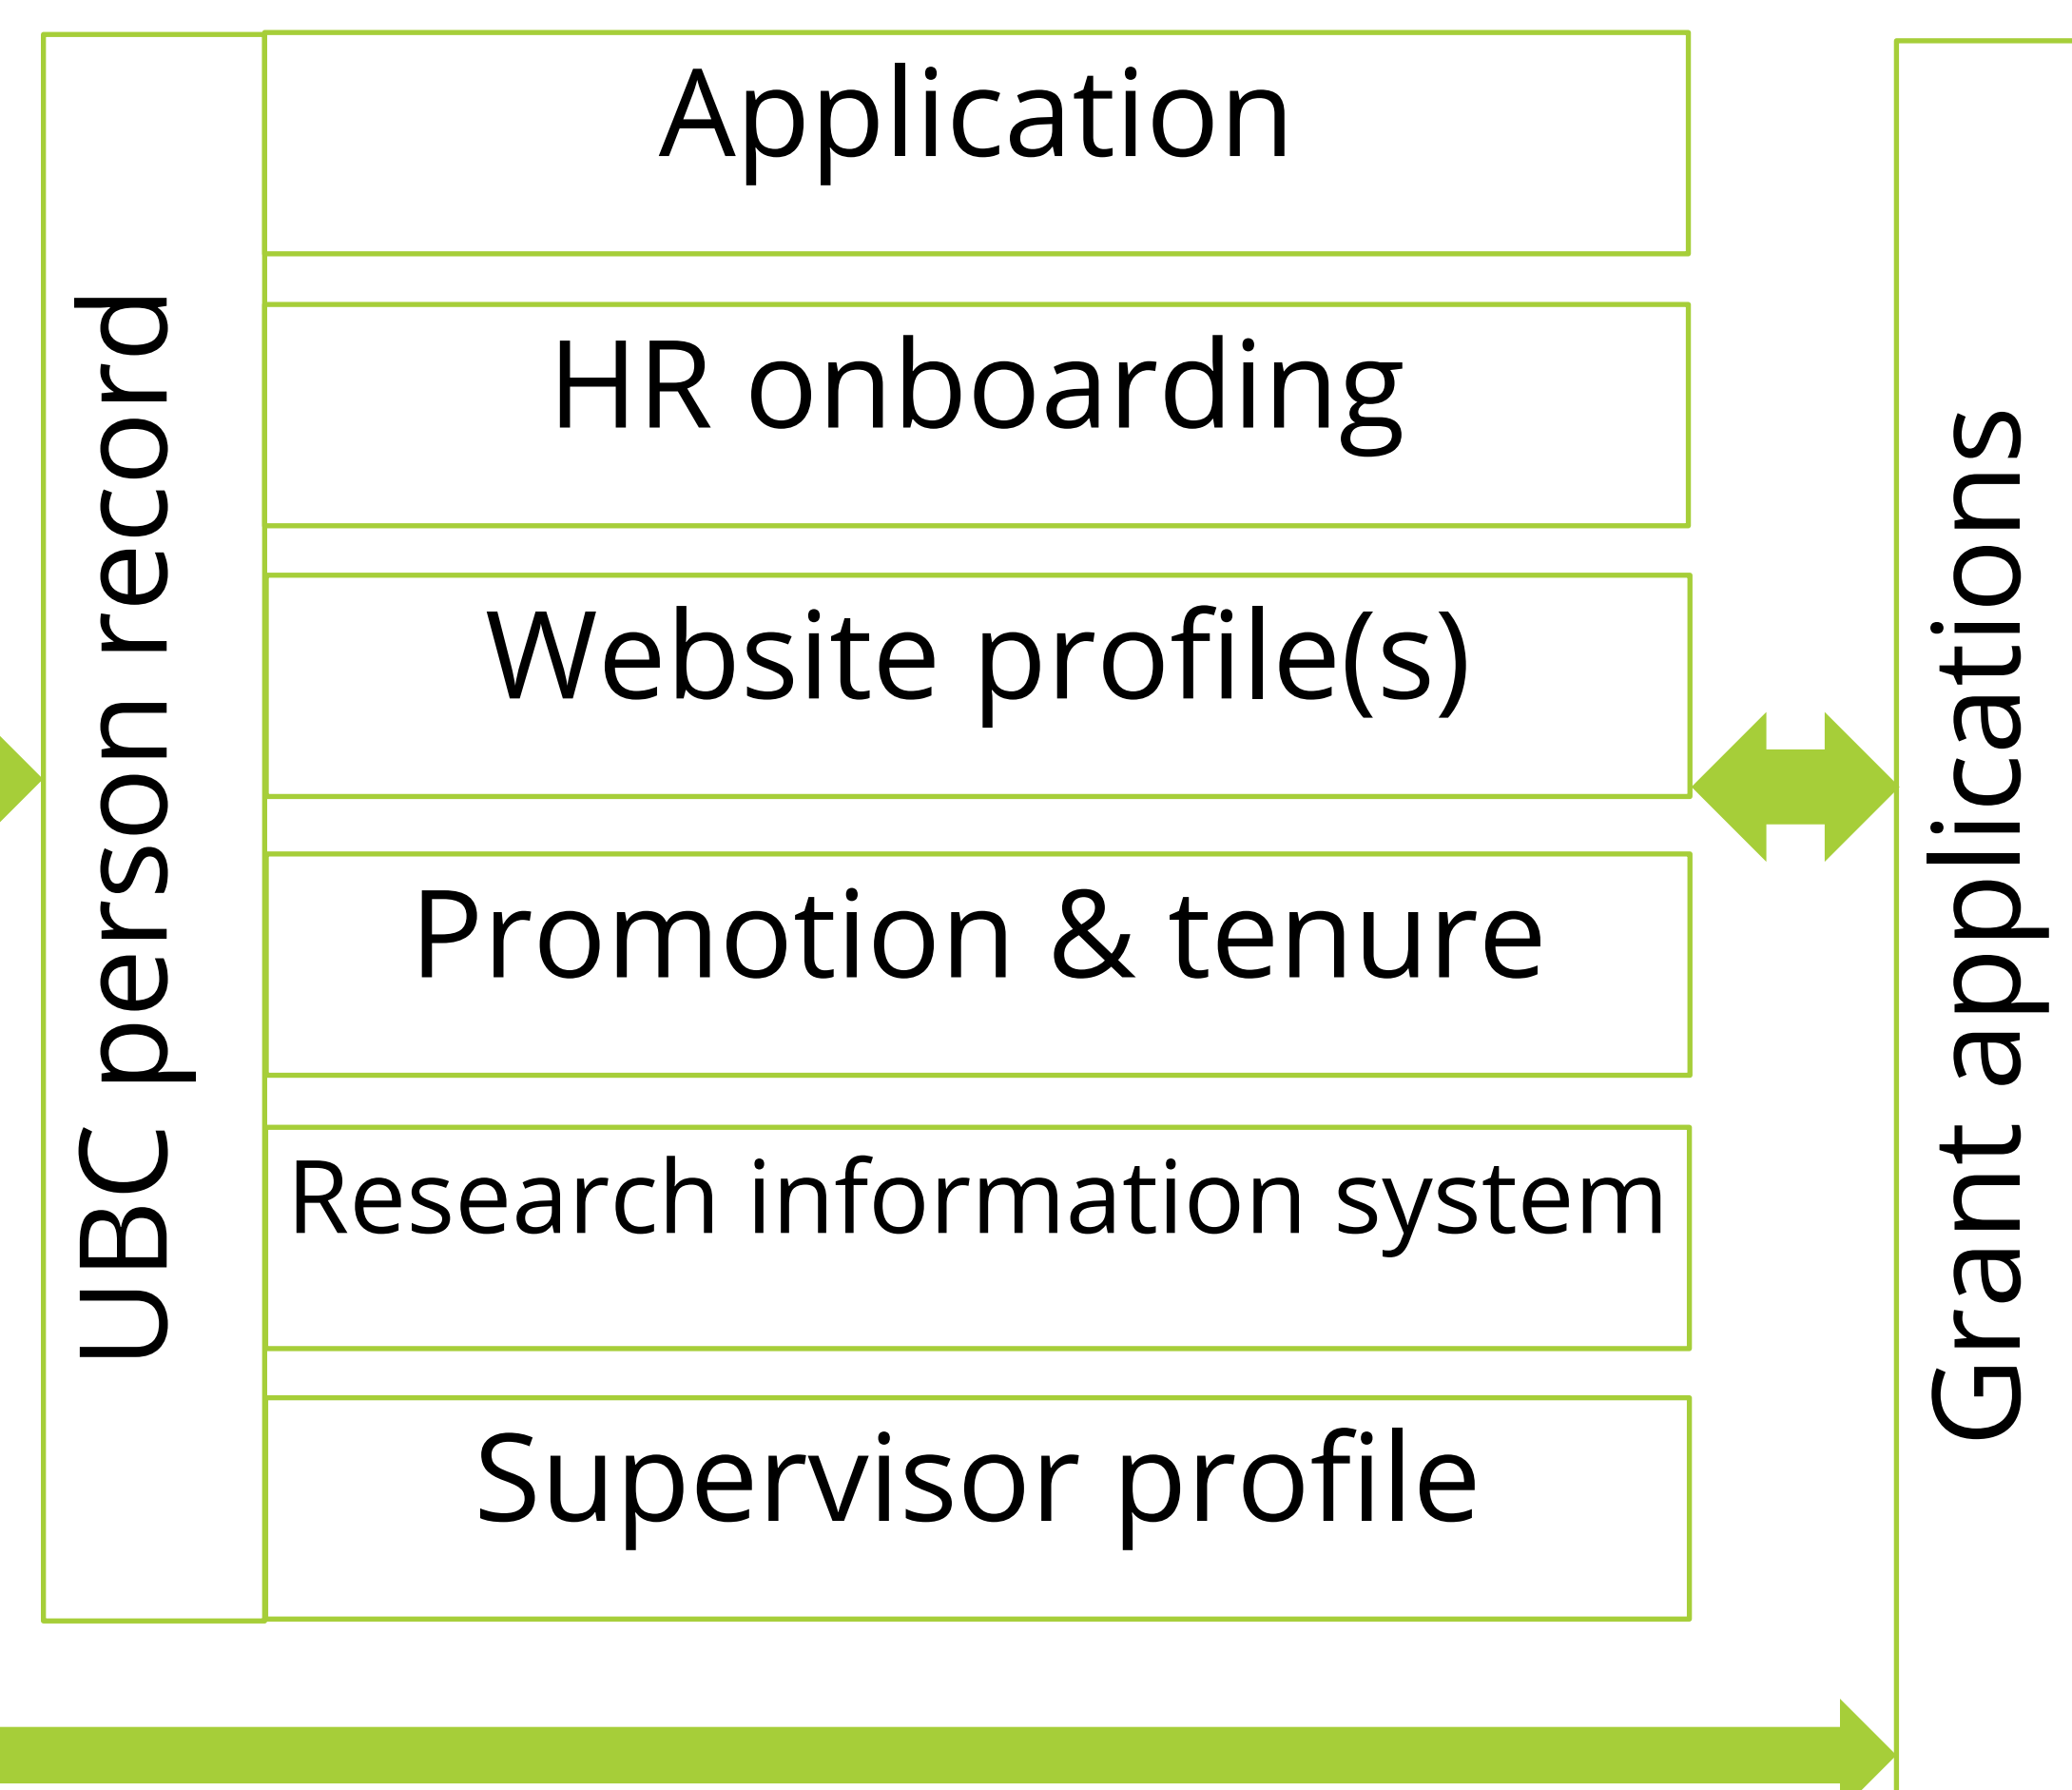 UBC person record
Application
HR onboarding
Website profile(s)
Promotion & tenure
Research information system
Supervisor profile
Grant applications